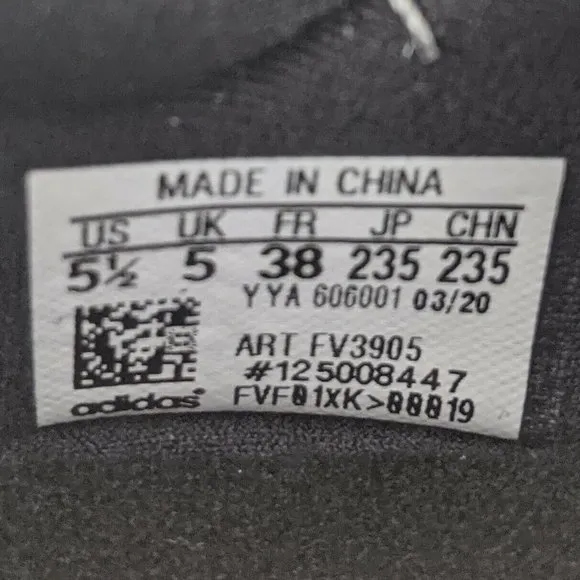 MADE IN CHINA
US UK FR JP CHN
5½ 5 38 235 235
YYA 606001 03/20
ART FV3905
#125008447
adidas
FVF01XK>00019